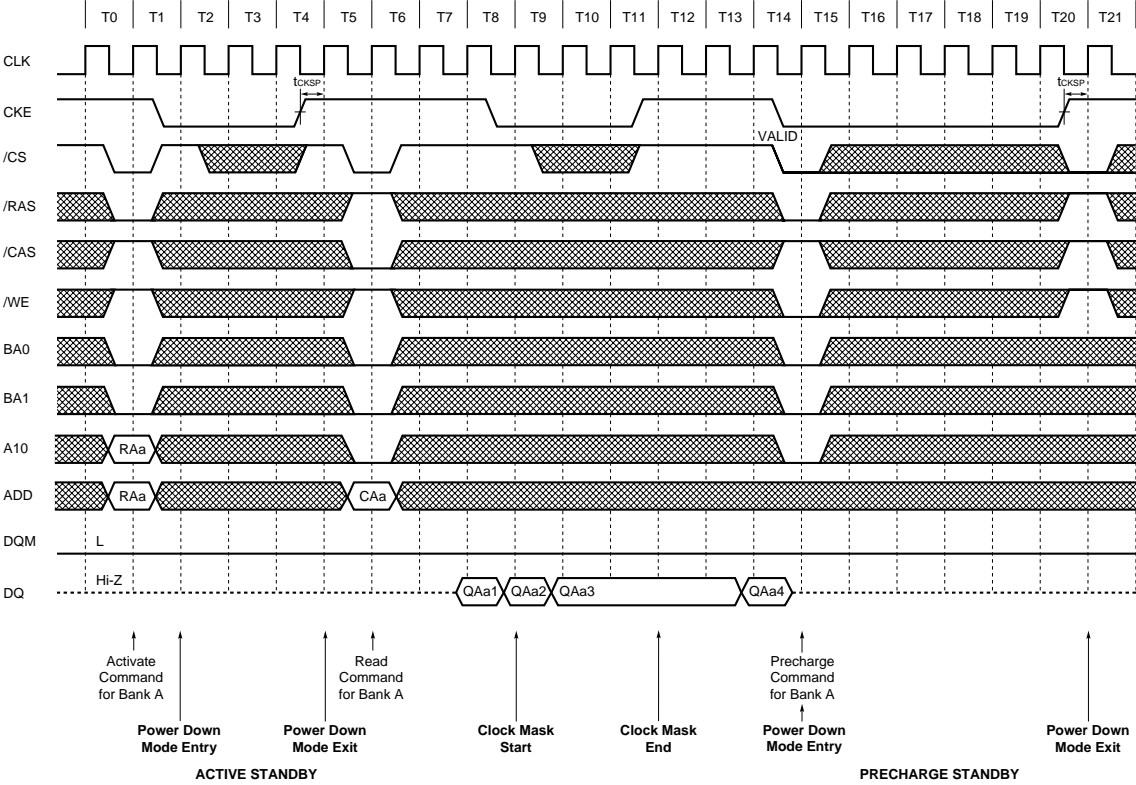 T0 T1 T2 T3 T4 T5 T6 T7 T8 T9 T10 T11 T12 T13 T14 T15 T16 T17 T18 T19 T20 T21
CLK
tCKSP tCKSP
CKE
VALID
/CS
/RAS
/CAS
/WE
BA0
BA1
A10 RAa
ADD RAa CAa
DQM L
Hi-Z
DQ QAa1 QAa2 QAa3 QAa4
Activate
Command
for Bank A
Read
Command
for Bank A
Precharge
Command
for Bank A
Power Down
Mode Entry
Power Down
Mode Exit
Clock Mask
Start
Clock Mask
End
Power Down
Mode Entry
Power Down
Mode Exit
ACTIVE STANDBY
PRECHARGE STANDBY